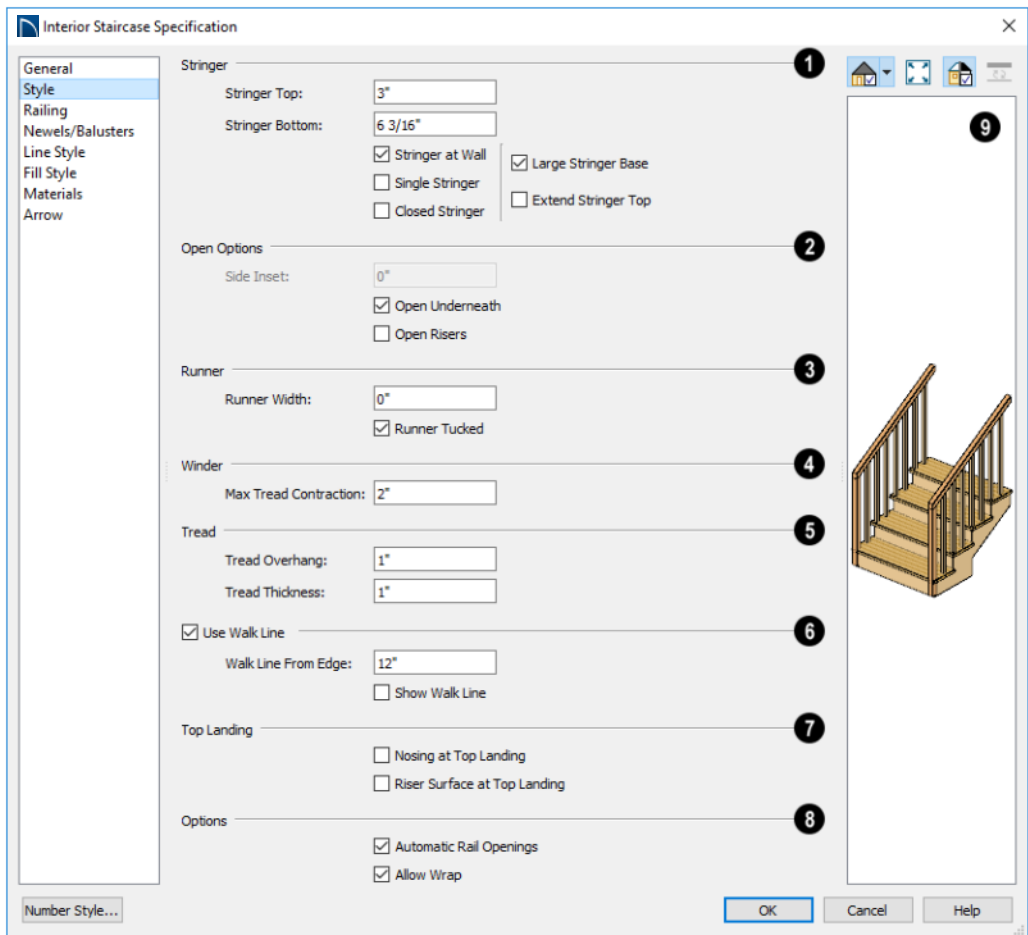 Interior Staircase Specification
General
Style
Railing
Newels/Balusters
Line Style
Fill Style
Materials
Arrow
Stringer 1
Stringer Top: 3"
Stringer Bottom: 6 3/16"
Stringer at Wall
Large Stringer Base
Single Stringer
Extend Stringer Top
Closed Stringer
Open Options 2
Side Inset: 0"
Open Underneath
Open Risers
Runner 3
Runner Width: 0"
Runner Tucked
Winder 4
Max Tread Contraction: 2"
Tread 5
Tread Overhang: 1"
Tread Thickness: 1"
Use Walk Line 6
Walk Line From Edge: 12"
Show Walk Line
Top Landing 7
Nosing at Top Landing
Riser Surface at Top Landing
Options 8
Automatic Rail Openings
Allow Wrap
9
Number Style...
OK
Cancel
Help